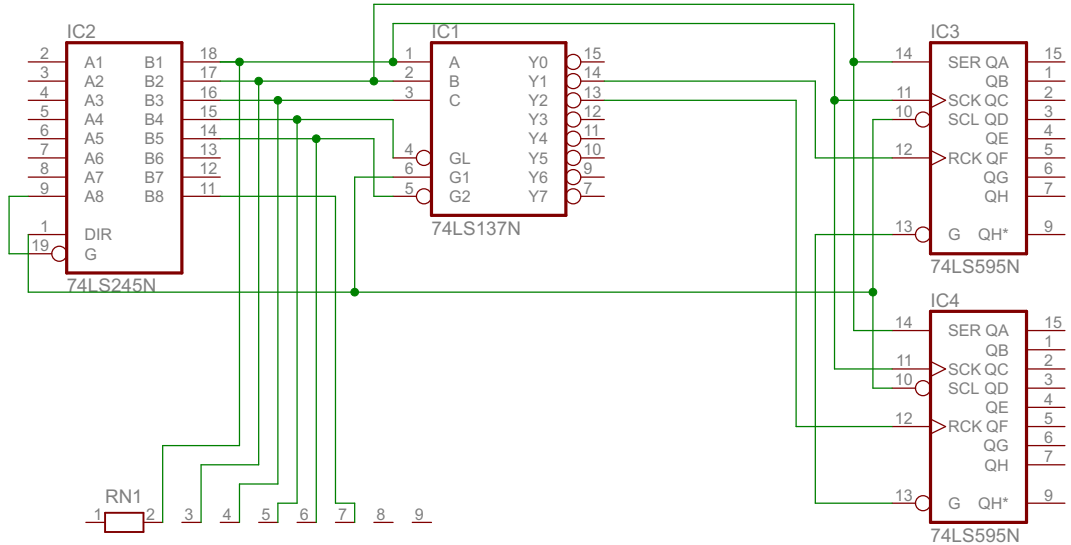 IC2
2 A1 B1 18
3 A2 B2 17
4 A3 B3 16
5 A4 B4 15
6 A5 B5 14
7 A6 B6 13
8 A7 B7 12
9 A8 B8 11
1 DIR
19 G
74LS245N
IC1
1 A Y0 15
2 B Y1 14
3 C Y2 13
Y3 12
Y4 11
4 GL Y5 10
6 G1 Y6 9
5 G2 Y7 7
74LS137N
IC3
14 SER QA 15
QB 1
11 SCK QC 2
10 SCL QD 3
QE 4
12 RCK QF 5
QG 6
QH 7
13 G QH* 9
74LS595N
IC4
14 SER QA 15
QB 1
11 SCK QC 2
10 SCL QD 3
QE 4
12 RCK QF 5
QG 6
QH 7
13 G QH* 9
74LS595N
RN1
1 2 3 4 5 6 7 8 9